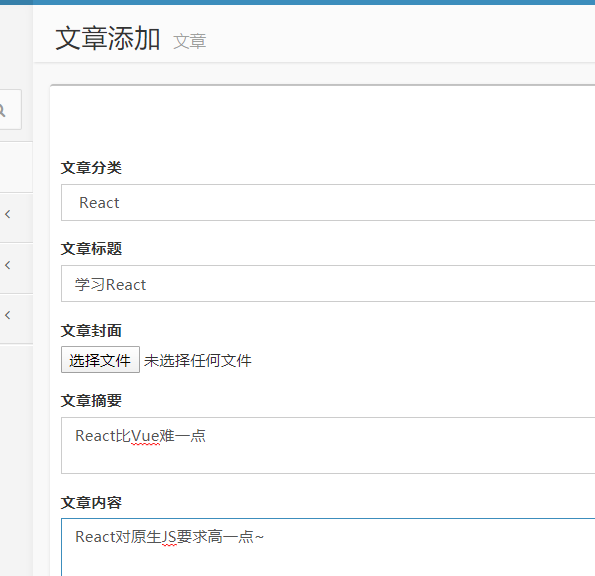 文章添加 文章
文章分类
React
文章标题
学习React
文章封面
选择文件 未选择任何文件
文章摘要
React比Vue难一点
文章内容
React对原生JS要求高一点~